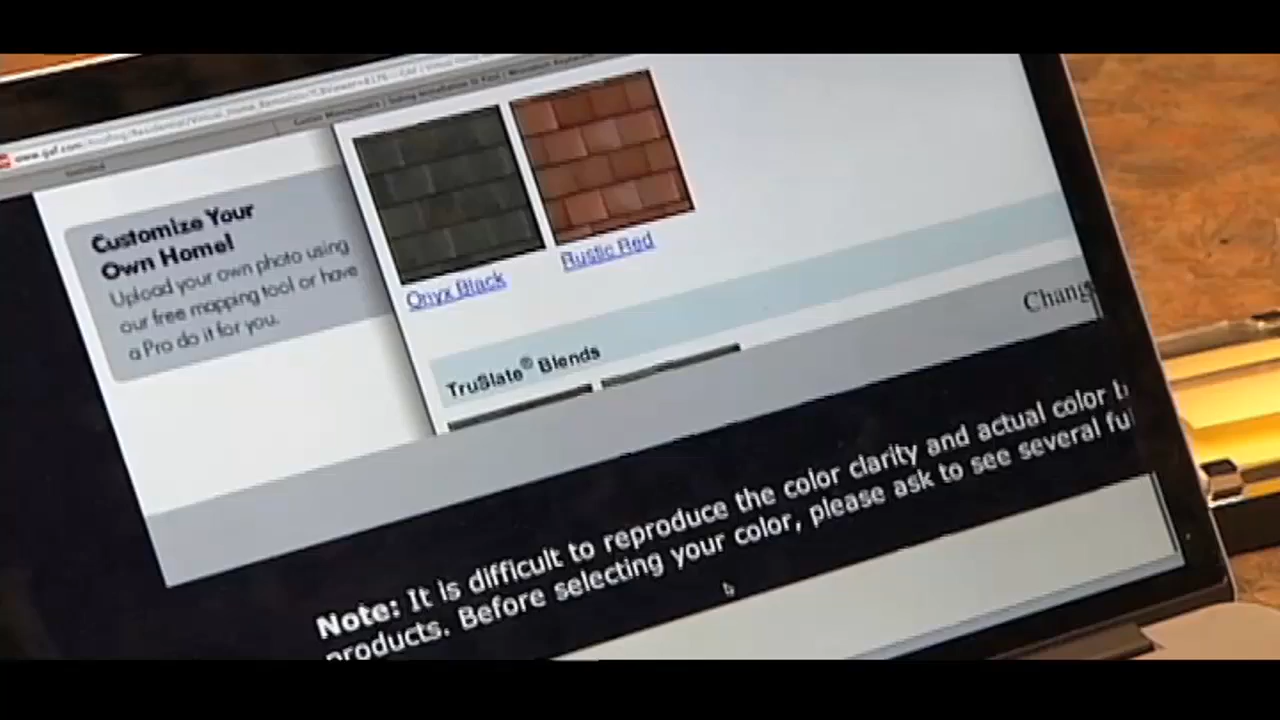 Customize Your
Own Home!
Upload your own photo using
our free mapping tool or have
a Pro do it for you.
Onyx Black
Rustic Red
TruSlate® Blends
Chang
Note: It is difficult to reproduce the color clarity and actual color
products. Before selecting your color, please ask to see several fu